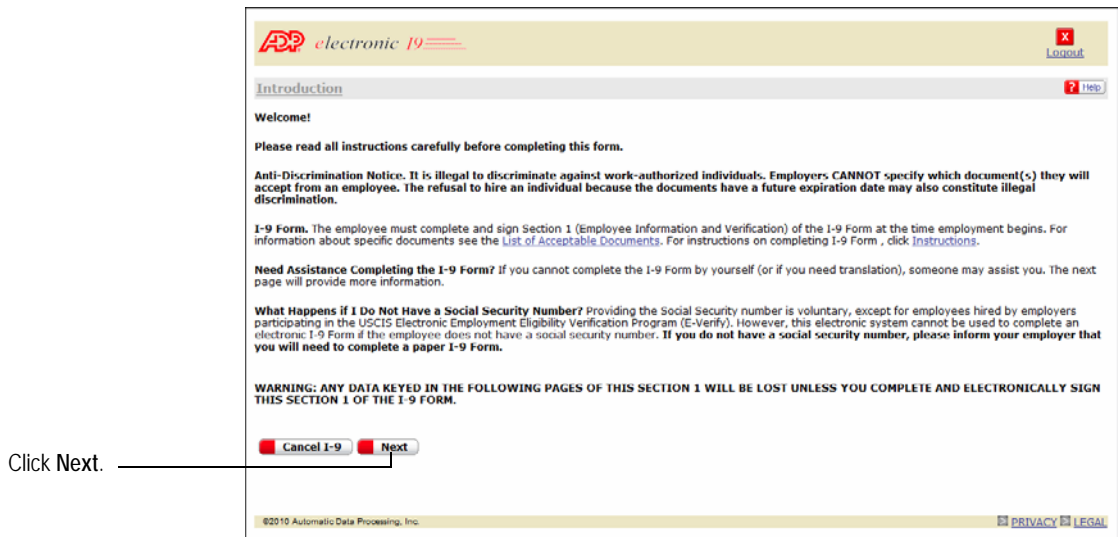 ADP electronic I9
X
Logout
Introduction
? Help
Welcome!
Please read all instructions carefully before completing this form.
Anti-Discrimination Notice. It is illegal to discriminate against work-authorized individuals. Employers CANNOT specify which document(s) they will
accept from an employee. The refusal to hire an individual because the documents have a future expiration date may also constitute illegal
discrimination.
I-9 Form. The employee must complete and sign Section 1 (Employee Information and Verification) of the I-9 Form at the time employment begins. For
information about specific documents see the List of Acceptable Documents. For instructions on completing I-9 Form , click Instructions.
Need Assistance Completing the I-9 Form? If you cannot complete the I-9 Form by yourself (or if you need translation), someone may assist you. The next
page will provide more information.
What Happens if I Do Not Have a Social Security Number? Providing the Social Security number is voluntary, except for employees hired by employers
participating in the USCIS Electronic Employment Eligibility Verification Program (E-Verify). However, this electronic system cannot be used to complete an
electronic I-9 Form if the employee does not have a social security number. If you do not have a social security number, please inform your employer that
you will need to complete a paper I-9 Form.
WARNING: ANY DATA KEYED IN THE FOLLOWING PAGES OF THIS SECTION 1 WILL BE LOST UNLESS YOU COMPLETE AND ELECTRONICALLY SIGN
THIS SECTION 1 OF THE I-9 FORM.
Cancel I-9 Next
Click Next.
©2010 Automatic Data Processing, Inc. PRIVACY LEGAL